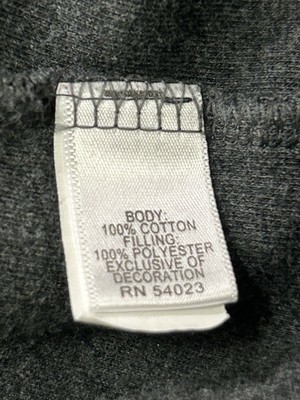 BODY:
100% COTTON
FILLING:
100% POLYESTER
EXCLUSIVE OF
DECORATION
RN 54023